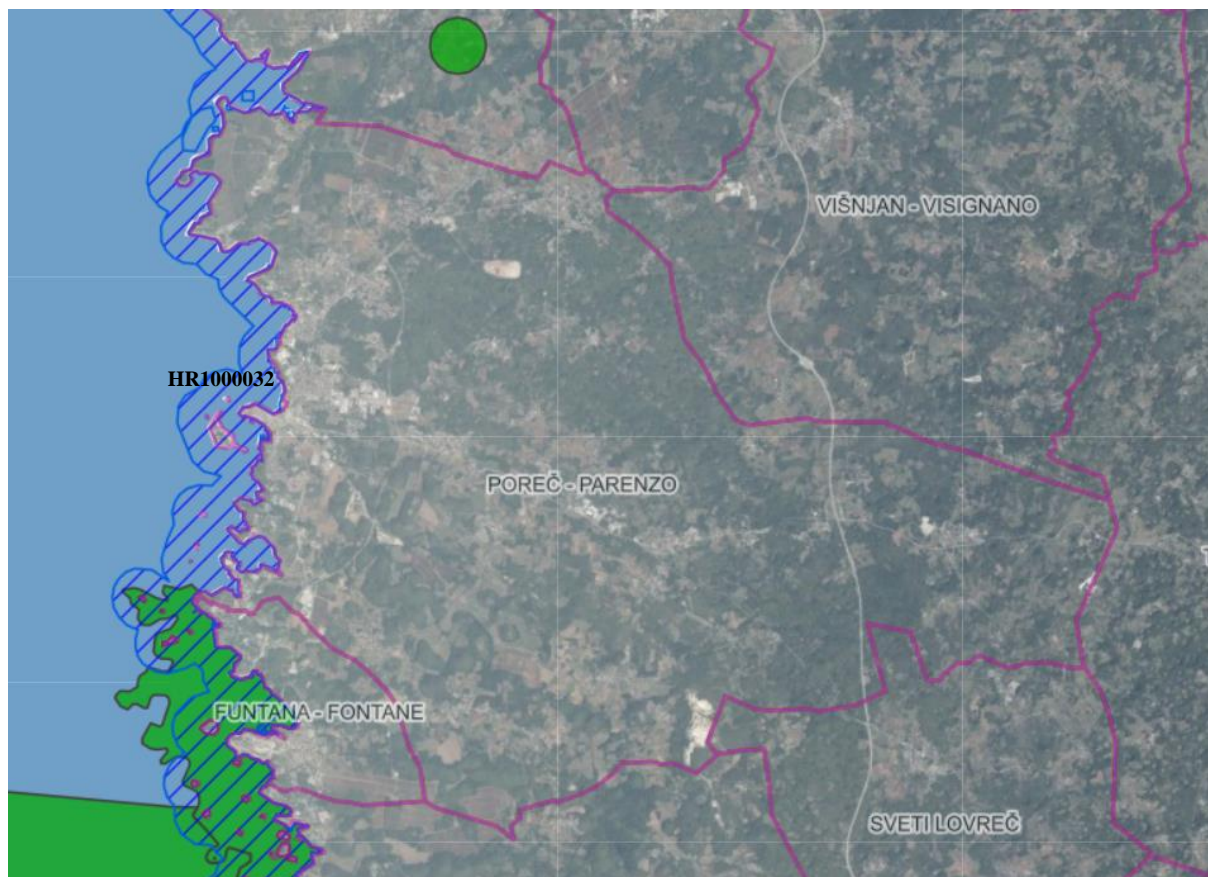 VIŠNJAN - VISIGNANO
HR1000032
POREČ - PARENZO
FUNTANA - FONTANE
SVETI LOVREČ